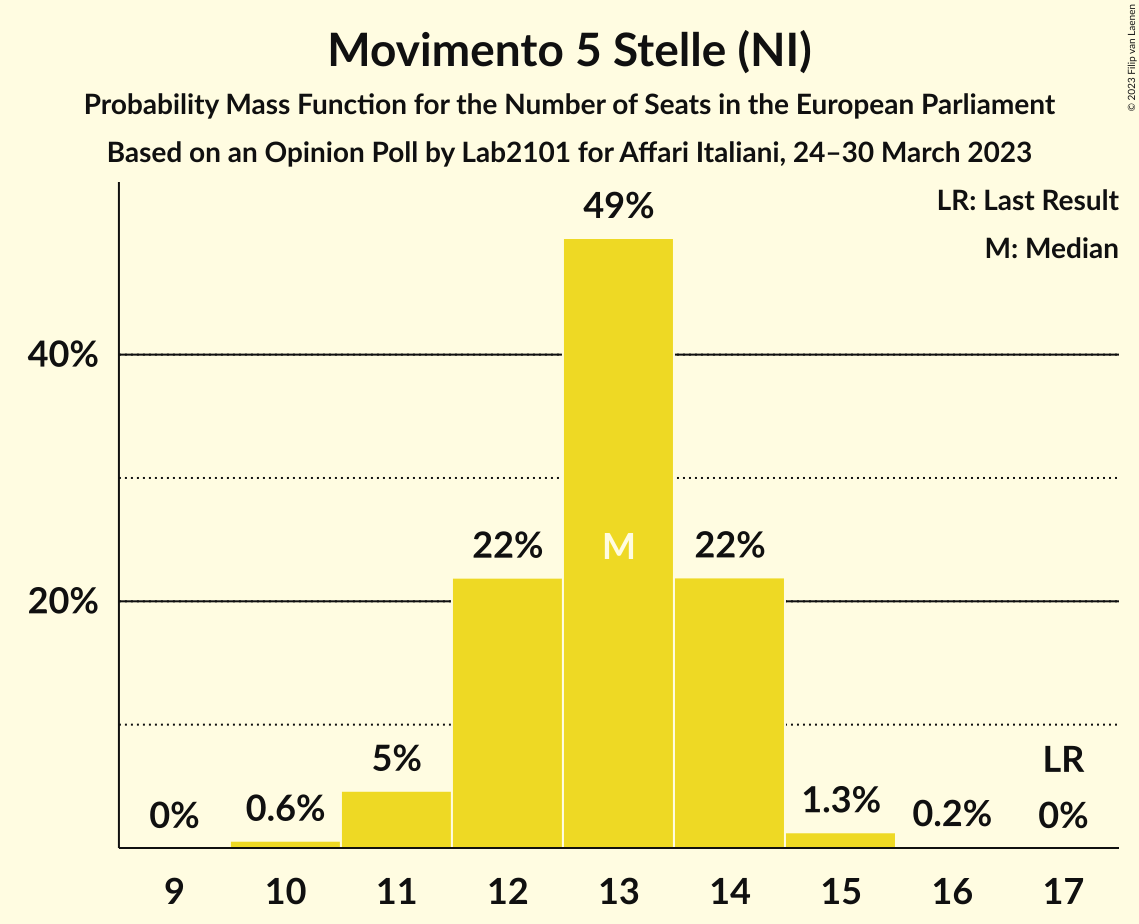 Movimento 5 Stelle (NI)
Probability Mass Function for the Number of Seats in the European Parliament
Based on an Opinion Poll by Lab2101 for Affari Italiani, 24–30 March 2023
© 2023 Filip van Laenen
LR: Last Result
M: Median
49%
40%
22%
M
22%
20%
5%
LR
0%
0.6%
1.3%
0.2%
0%
9 10 11 12 13 14 15 16 17